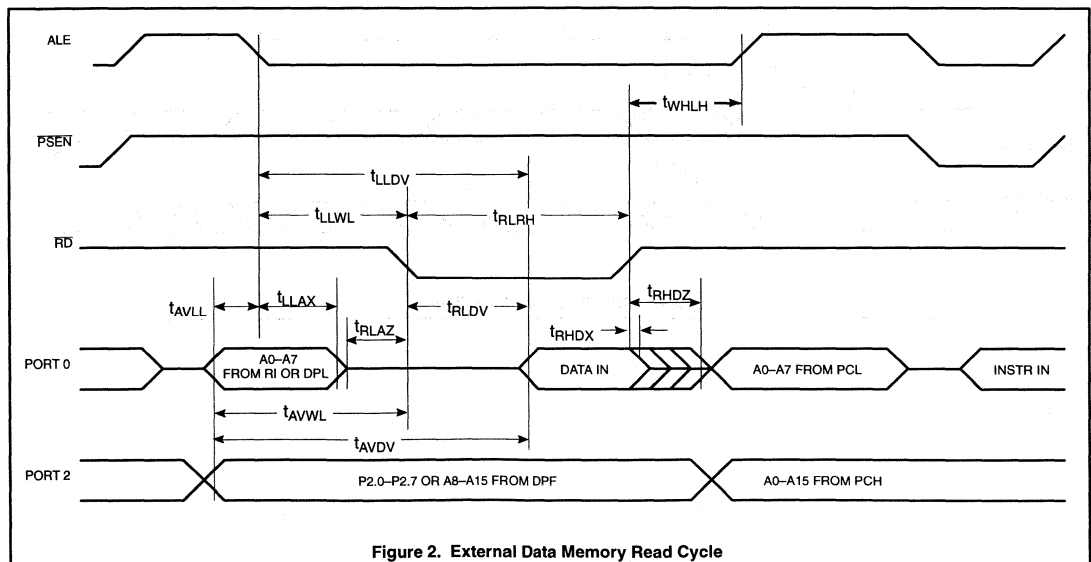 ALE
tWHLH
PSEN
tLLDV
tLLWL
tRLRH
RD
tAVLL
tLLAX
tRLAZ
tRLDV
tRHDZ
tRHDX
PORT 0
A0–A7
FROM RI OR DPL
DATA IN
A0–A7 FROM PCL
INSTR IN
tAVWL
tAVDV
PORT 2
P2.0–P2.7 OR A8–A15 FROM DPF
A0–A15 FROM PCH
Figure 2. External Data Memory Read Cycle